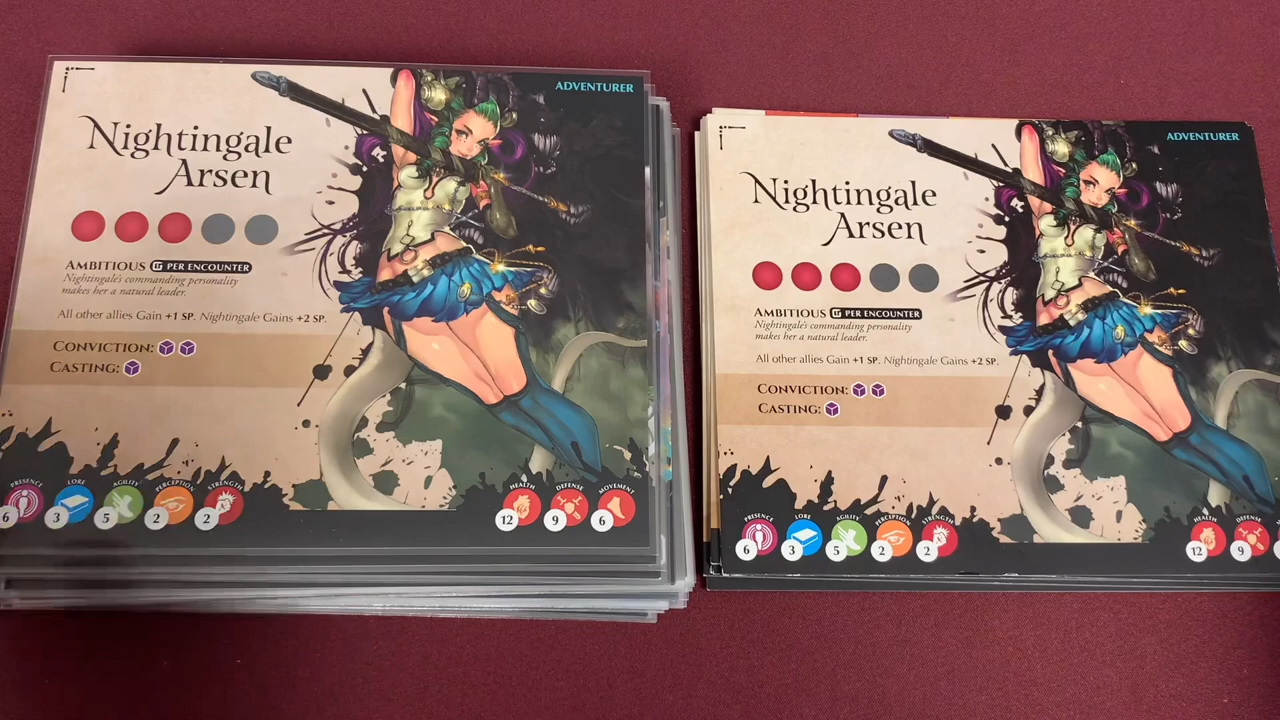 ADVENTURER
Nightingale
Arsen
AMBITIOUS PER ENCOUNTER
Nightingale's commanding personality
makes her a natural leader.
All other allies Gain +1 SP. Nightingale Gains +2 SP.
CONVICTION:
CASTING:
PRESENCE LORE AGILITY PERCEPTION STRENGTH
6 3 5 2 2
HEALTH DEFENSE MOVEMENT
12 9 6
ADVENTURER
Nightingale
Arsen
AMBITIOUS PER ENCOUNTER
Nightingale's commanding personality
makes her a natural leader.
All other allies Gain +1 SP. Nightingale Gains +2 SP.
CONVICTION:
CASTING:
PRESENCE LORE AGILITY PERCEPTION STRENGTH
6 3 5 2 2
HEALTH DEFENSE
12 9